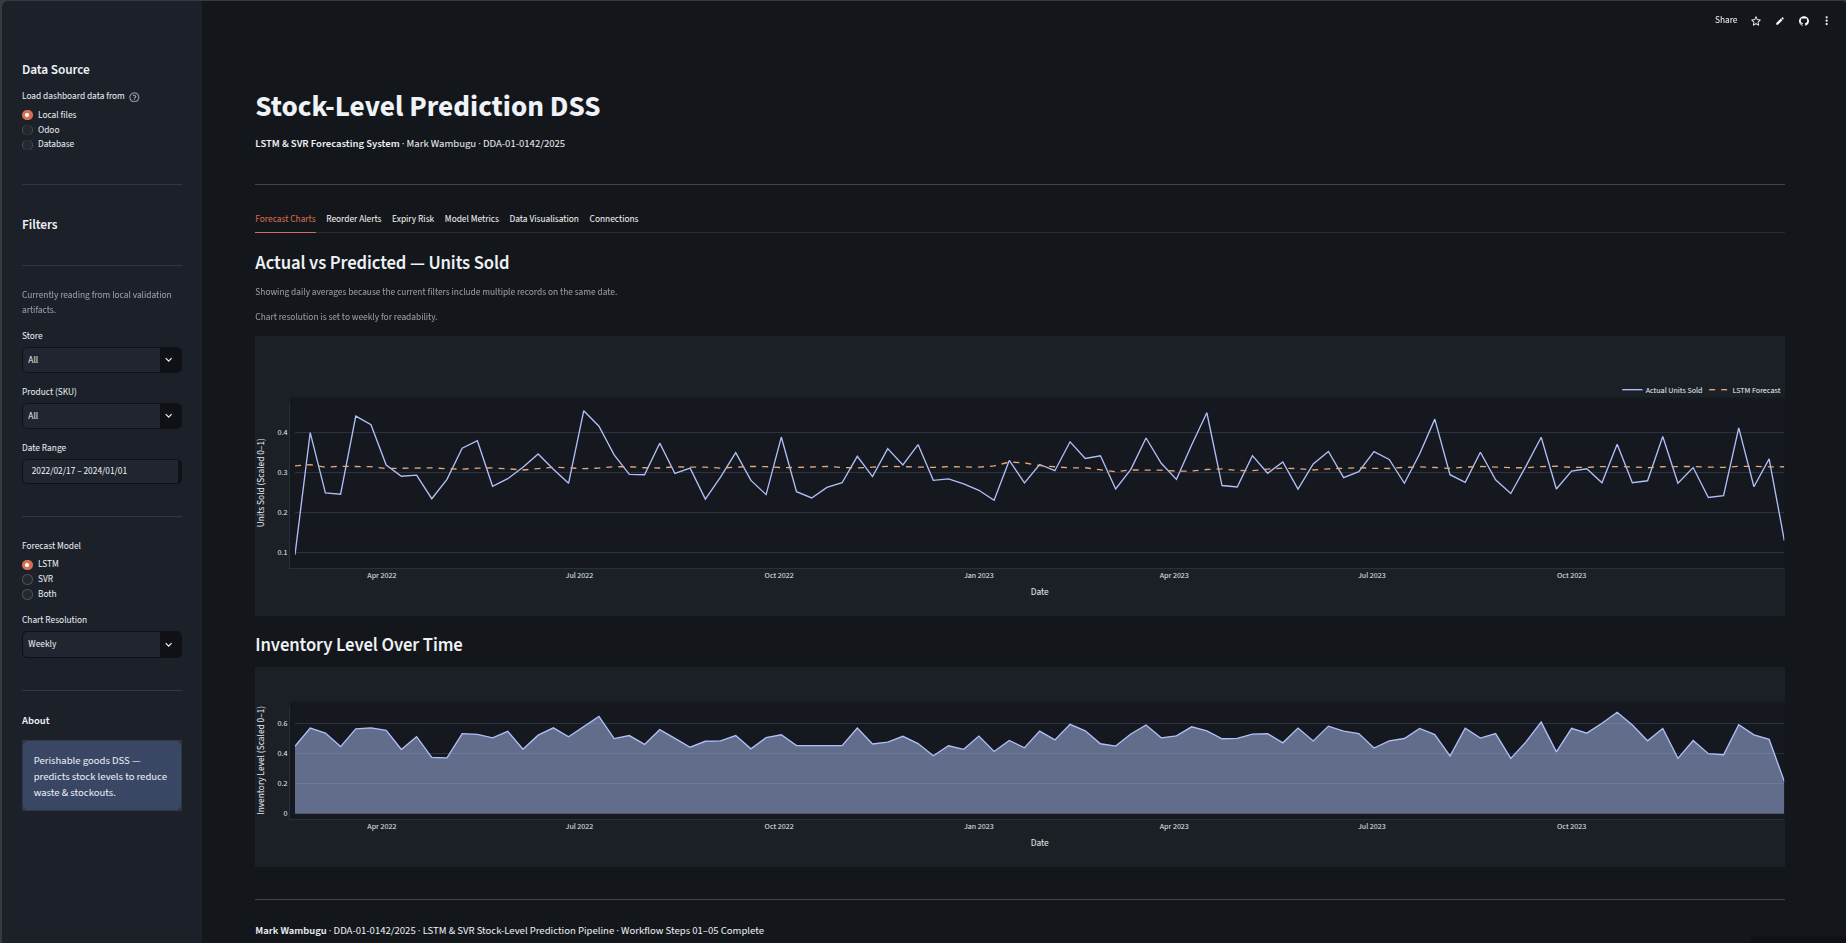 Share
Data Source
Load dashboard data from
Local files
Odoo
Database
Filters
Currently reading from local validation
artifacts.
Store
All
Product (SKU)
All
Date Range
2022/02/17 – 2024/01/01
Forecast Model
LSTM
SVR
Both
Chart Resolution
Weekly
About
Perishable goods DSS —
predicts stock levels to reduce
waste & stockouts.
Stock-Level Prediction DSS
LSTM & SVR Forecasting System · Mark Wambugu · DDA-01-0142/2025
Forecast Charts Reorder Alerts Expiry Risk Model Metrics Data Visualisation Connections
Actual vs Predicted — Units Sold
Showing daily averages because the current filters include multiple records on the same date.
Chart resolution is set to weekly for readability.
Actual Units Sold LSTM Forecast
Units Sold (Scaled 0–1)
0.4
0.3
0.2
0.1
Apr 2022 Jul 2022 Oct 2022 Jan 2023 Apr 2023 Jul 2023 Oct 2023
Date
Inventory Level Over Time
Inventory Level (Scaled 0–1)
0.6
0.4
0.2
0
Apr 2022 Jul 2022 Oct 2022 Jan 2023 Apr 2023 Jul 2023 Oct 2023
Date
Mark Wambugu · DDA-01-0142/2025 · LSTM & SVR Stock-Level Prediction Pipeline · Workflow Steps 01–05 Complete